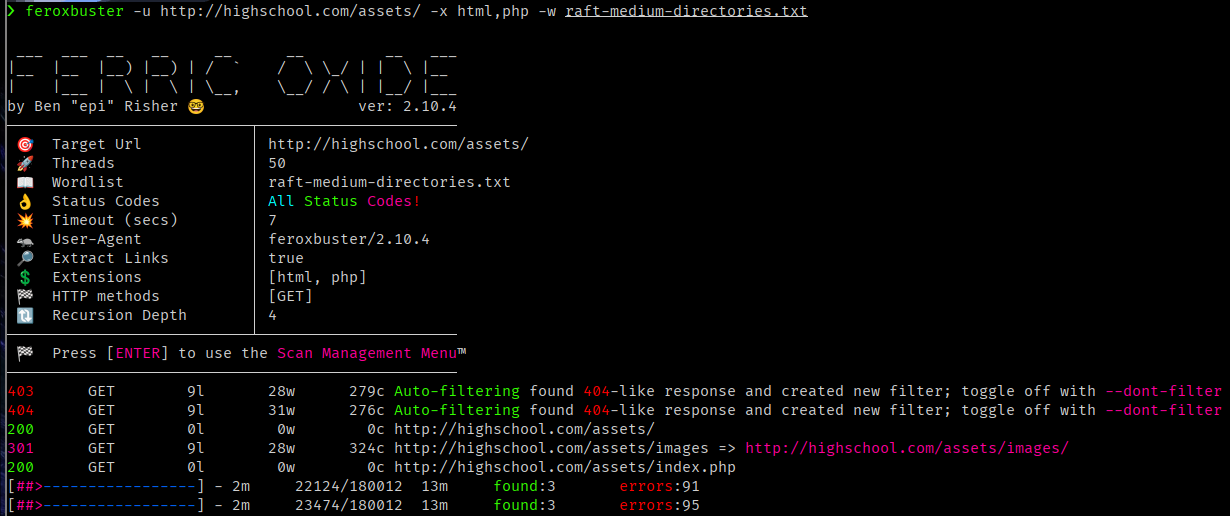 ❯ feroxbuster -u http://highschool.com/assets/ -x html,php -w raft-medium-directories.txt
 ___  ___  __   __     __      __         __   ___
|__  |__  |__) |__) | /  `    /  \ \_/ | |  \ |__
|    |___ |  \ |  \ | \__,    \__/ / \ | |__/ |___
by Ben "epi" Risher 🤓                 ver: 2.10.4
🎯 Target Url │ http://highschool.com/assets/
🚀 Threads │ 50
📖 Wordlist │ raft-medium-directories.txt
👌 Status Codes │ All Status Codes!
💥 Timeout (secs) │ 7
🦡 User-Agent │ feroxbuster/2.10.4
🔎 Extract Links │ true
💲 Extensions │ [html, php]
🏁 HTTP methods │ [GET]
🔃 Recursion Depth │ 4
🏁 Press [ENTER] to use the Scan Management Menu™
403 GET 9l 28w 279c Auto-filtering found 404-like response and created new filter; toggle off with --dont-filter
404 GET 9l 31w 276c Auto-filtering found 404-like response and created new filter; toggle off with --dont-filter
200 GET 0l 0w 0c http://highschool.com/assets/
301 GET 9l 28w 324c http://highschool.com/assets/images => http://highschool.com/assets/images/
200 GET 0l 0w 0c http://highschool.com/assets/index.php
[##>-----------------] - 2m 22124/180012 13m found:3 errors:91
[##>-----------------] - 2m 23474/180012 13m found:3 errors:95